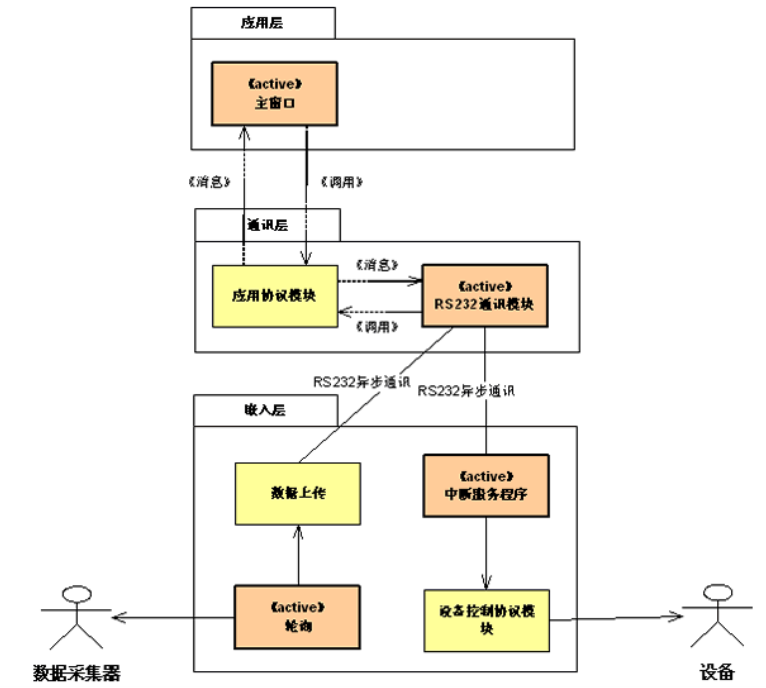 应用层
《active》
主窗口
《消息》
《调用》
通讯层
应用协议模块
《消息》
《调用》
《active》
RS232通讯模块
RS232异步通讯
RS232异步通讯
嵌入层
数据上传
《active》
中断服务程序
《active》
轮询
设备控制协议模
块
数据采集器
设备